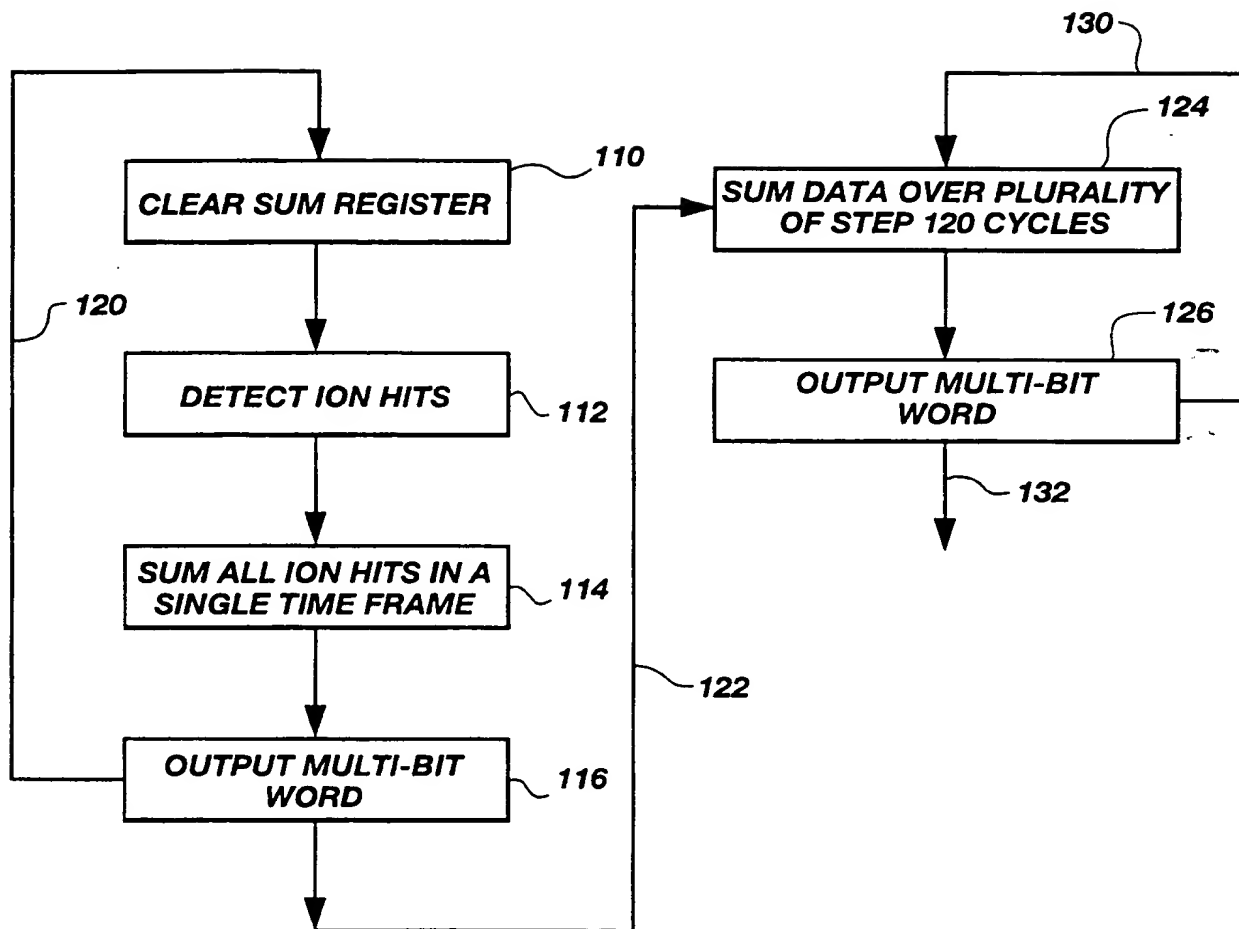 130
124
110
CLEAR SUM REGISTER
SUM DATA OVER PLURALITY
OF STEP 120 CYCLES
120
126
DETECT ION HITS
112
OUTPUT MULTI-BIT
WORD
132
SUM ALL ION HITS IN A
SINGLE TIME FRAME
114
122
OUTPUT MULTI-BIT
WORD
116